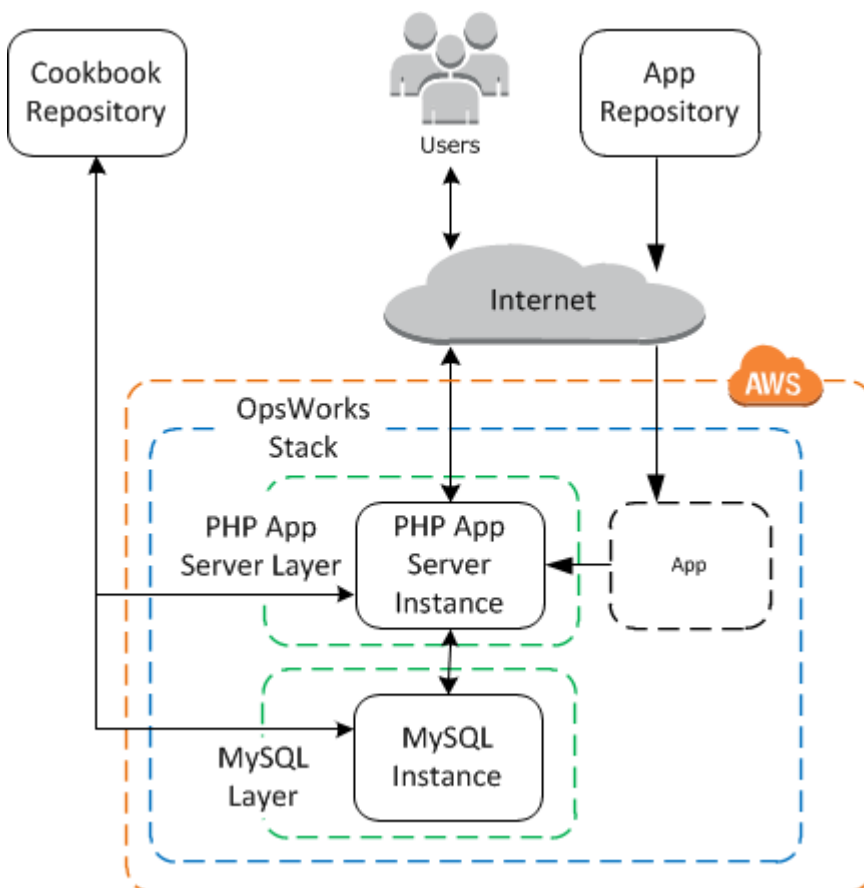 Cookbook
Repository
Users
App
Repository
Internet
AWS
OpsWorks
Stack
PHP App
Server Layer
PHP App
Server
Instance
App
MySQL
Layer
MySQL
Instance